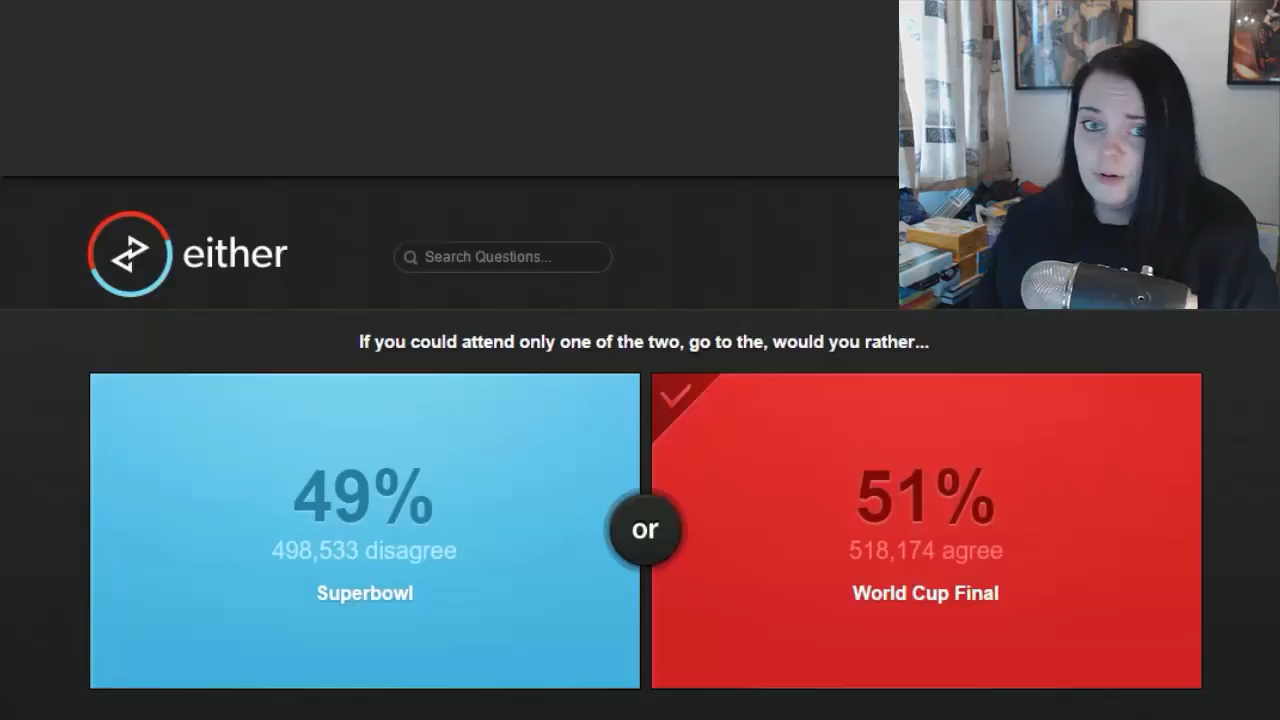 either
Search Questions...
If you could attend only one of the two, go to the, would you rather...
49%
498,533 disagree
Superbowl
or
51%
518,174 agree
World Cup Final